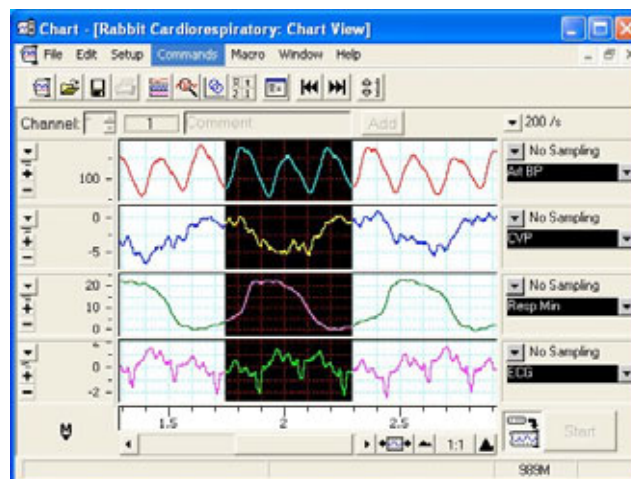 Chart - [Rabbit Cardiorespiratory: Chart View]
File Edit Setup Commands Macro Window Help
Channel: 1 Comment Add 200 /s
No Sampling
100 Art BP
No Sampling
0
-5 CVP
No Sampling
20
10 Resp Min
0
No Sampling
0 ECG
-2
1.5 2 2.5
M
1:1
Start
989M